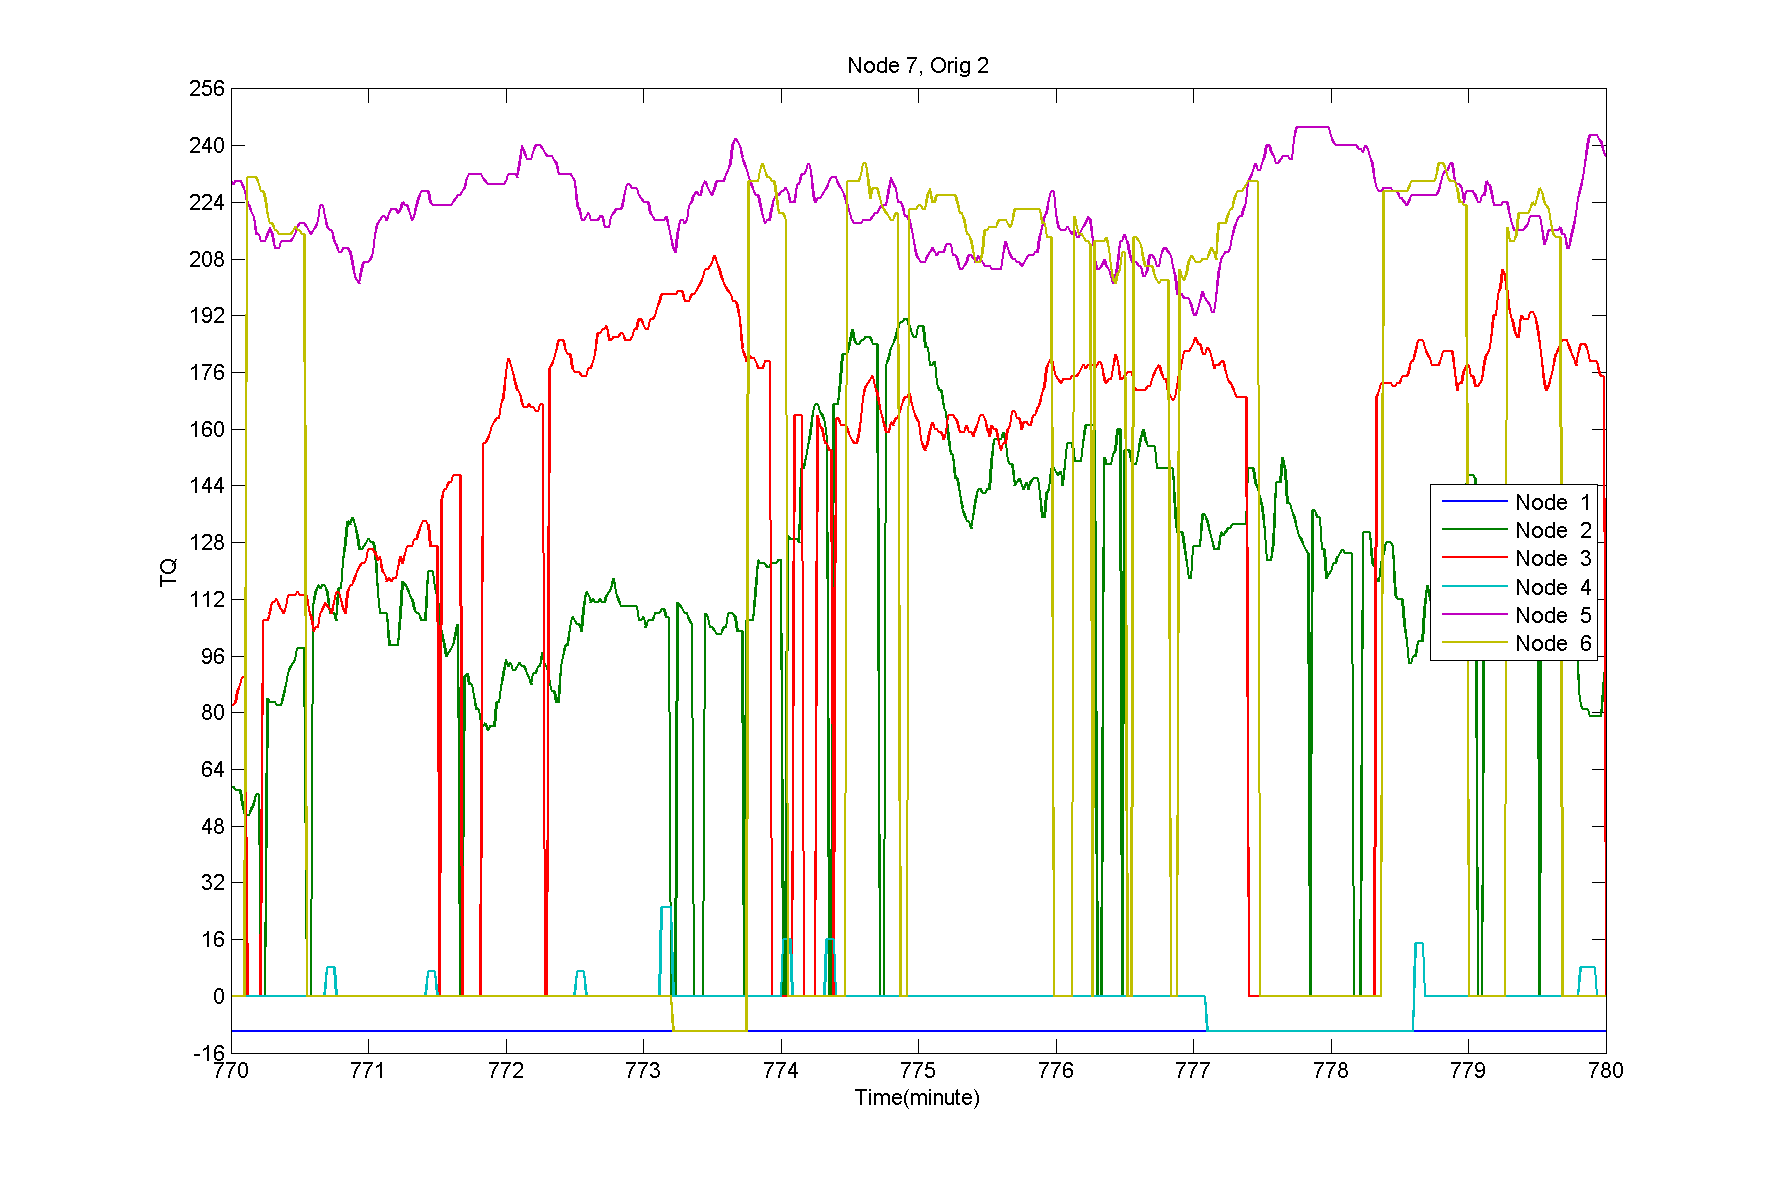 Node 7, Orig 2
256
240
224
208
192
176
160
144
128
112
96
80
64
48
32
16
0
-16
TQ
770 771 772 773 774 775 776 777 778 779 780
Time(minute)
Node 1
Node 2
Node 3
Node 4
Node 5
Node 6